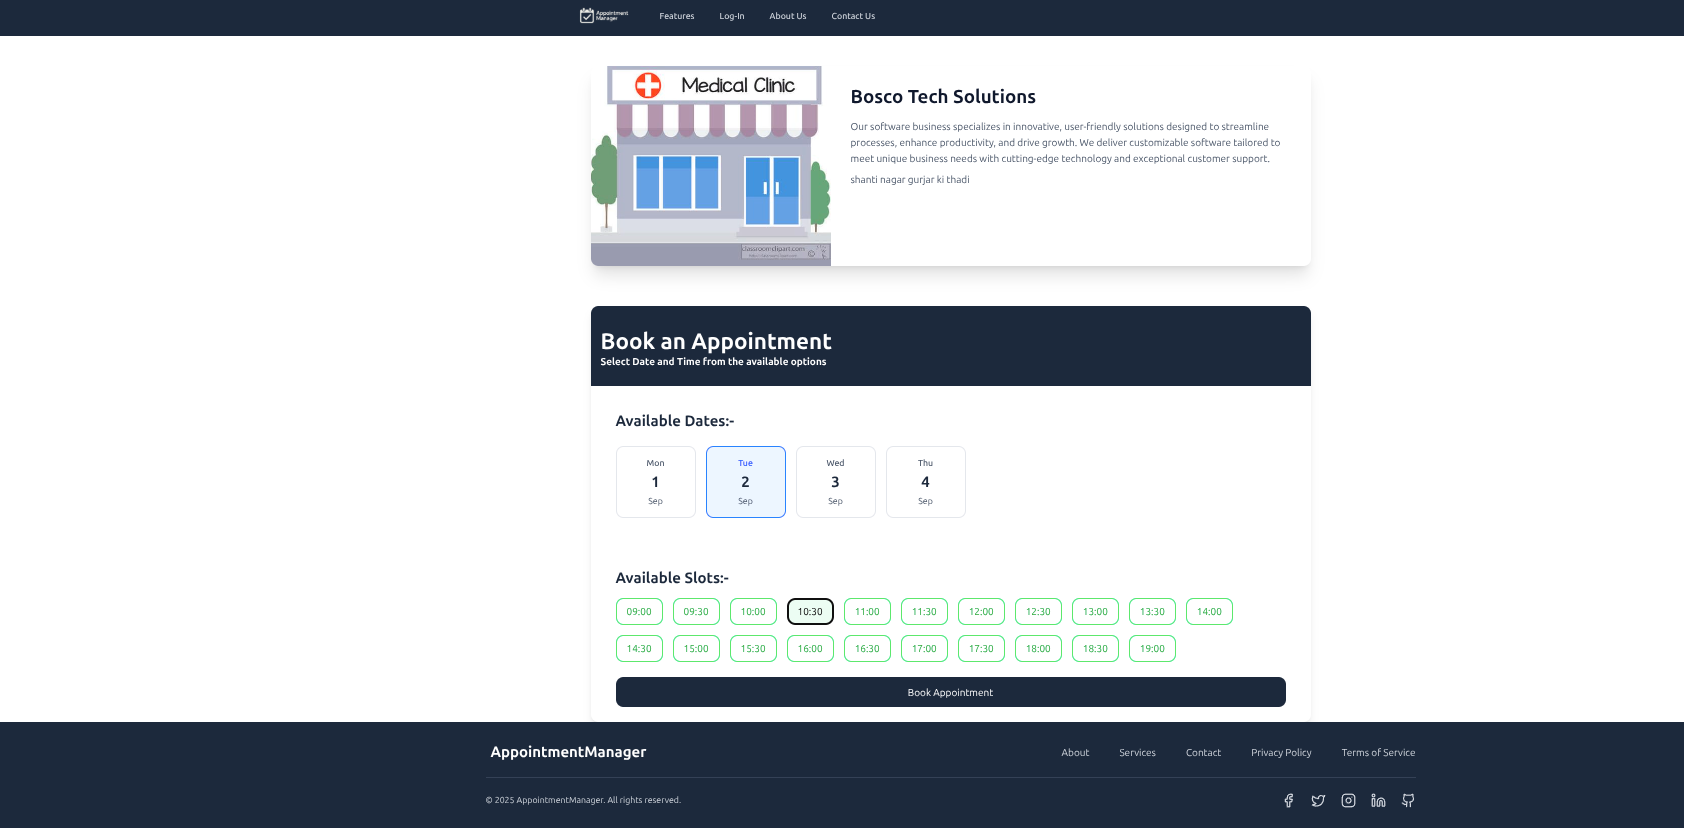 Appointment
Manager
Features
Log-In
About Us
Contact Us
Medical Clinic
classroomclipart.com
©
Bosco Tech Solutions
Our software business specializes in innovative, user-friendly solutions designed to streamline
processes, enhance productivity, and drive growth. We deliver customizable software tailored to
meet unique business needs with cutting-edge technology and exceptional customer support.
shanti nagar gurjar ki thadi
Book an Appointment
Select Date and Time from the available options
Available Dates:-
Mon
1
Sep
Tue
2
Sep
Wed
3
Sep
Thu
4
Sep
Available Slots:-
09:00 09:30 10:00 10:30 11:00 11:30 12:00 12:30 13:00 13:30 14:00
14:30 15:00 15:30 16:00 16:30 17:00 17:30 18:00 18:30 19:00
Book Appointment
AppointmentManager
About
Services
Contact
Privacy Policy
Terms of Service
© 2025 AppointmentManager. All rights reserved.